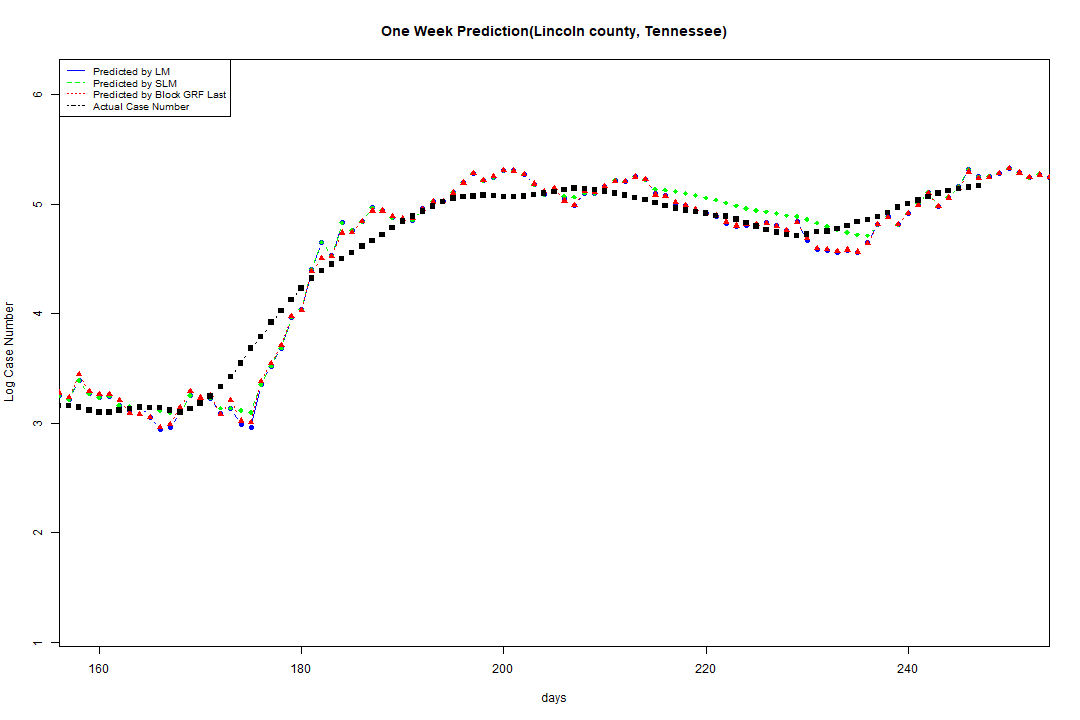 One Week Prediction(Lincoln county, Tennessee)
Predicted by LM
Predicted by SLM
Predicted by Block GRF Last
Actual Case Number
6
5
4
3
2
1
Log Case Number
160 180 200 220 240
days